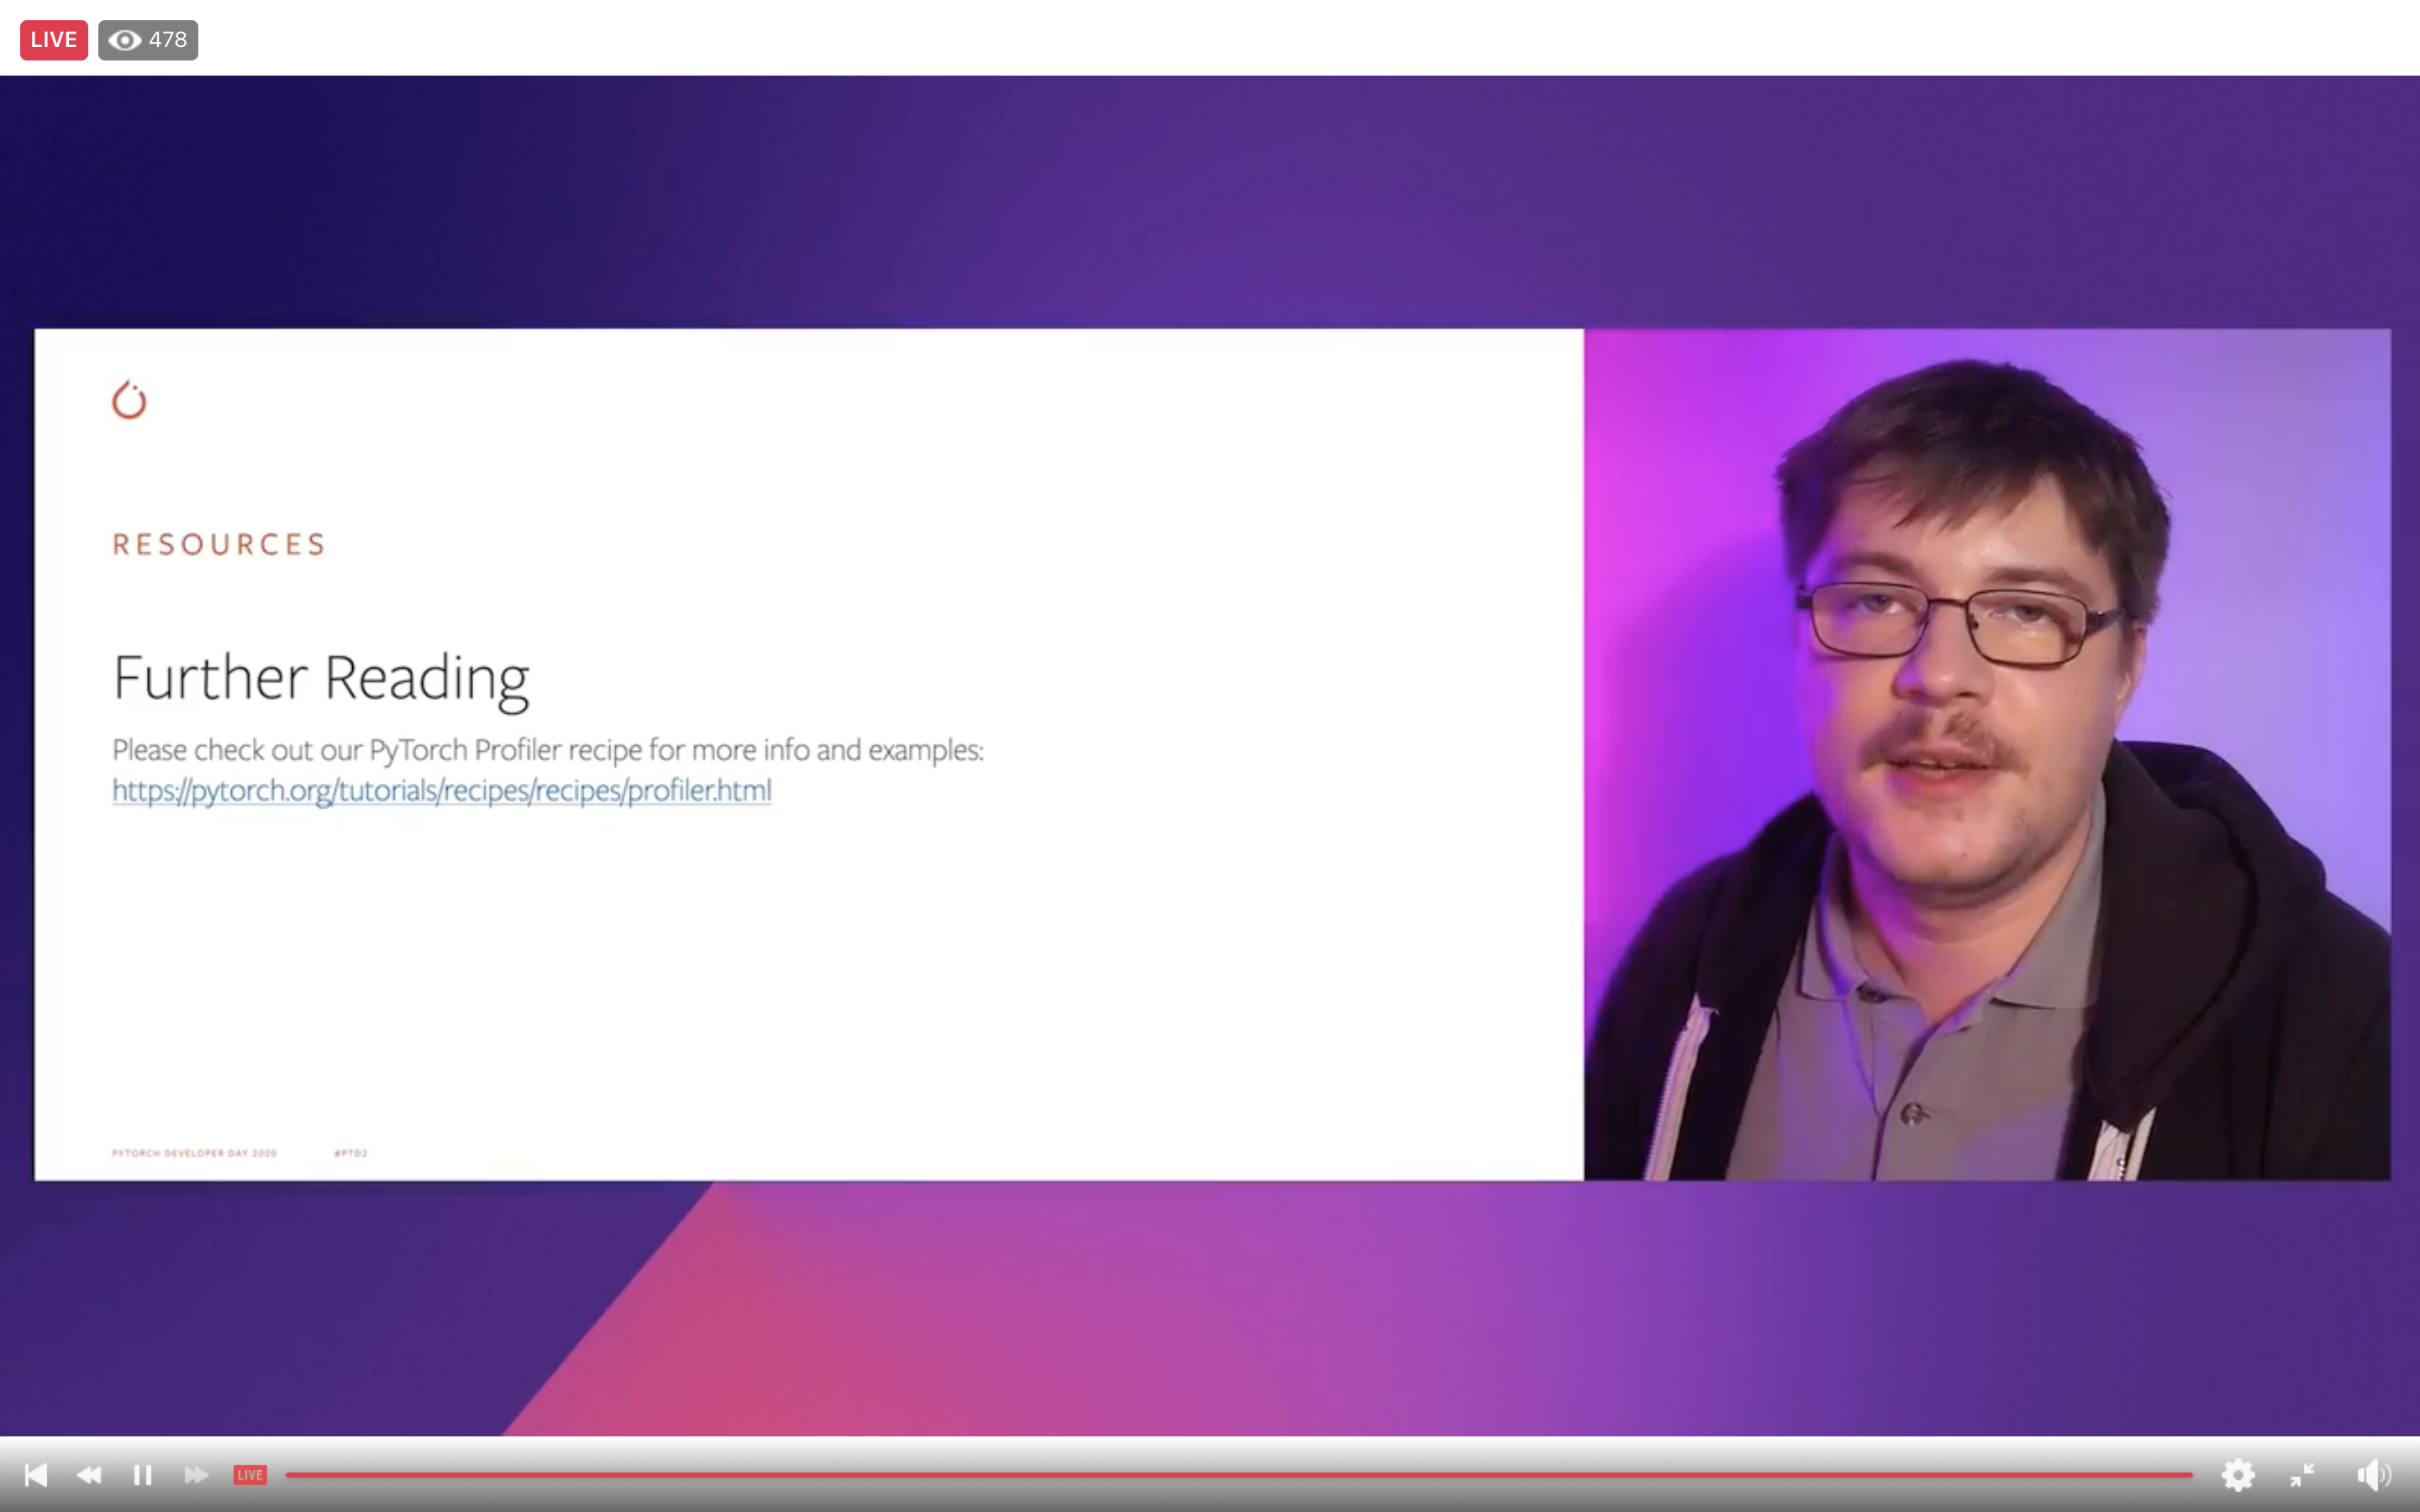 LIVE
478
RESOURCES
Further Reading
Please check out our PyTorch Profiler recipe for more info and examples:
https://pytorch.org/tutorials/recipes/recipes/profiler.html
PYTORCH DEVELOPER DAY 2020
#PTD2
LIVE